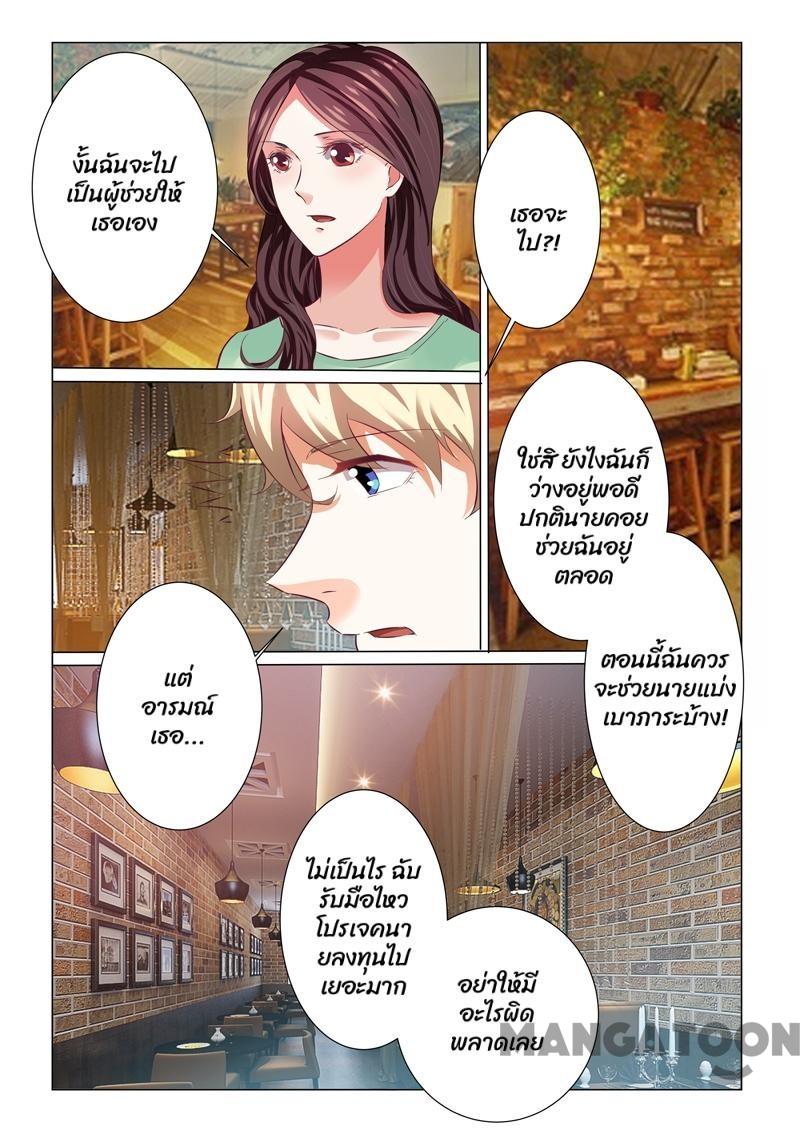 งั้นฉันจะไป
เป็นผู้ช่วยให้
เธอเอง
เธอจะ
ไป?!
ใช่สิ ยังไงฉันก็
ว่างอยู่พอดี
ปกตินายคอย
ช่วยฉันอยู่
ตลอด
ตอนนี้ฉันควร
จะช่วยนายแบ่ง
เบาภาระบ้าง!
แต่
อารมณ์
เธอ...
ไม่เป็นไร ฉับ
รับมือไหว
โปรเจคนา
ยลงทุนไป
เยอะมาก
อย่าให้มี
อะไรผิด
พลาดเลย
MANGATOON